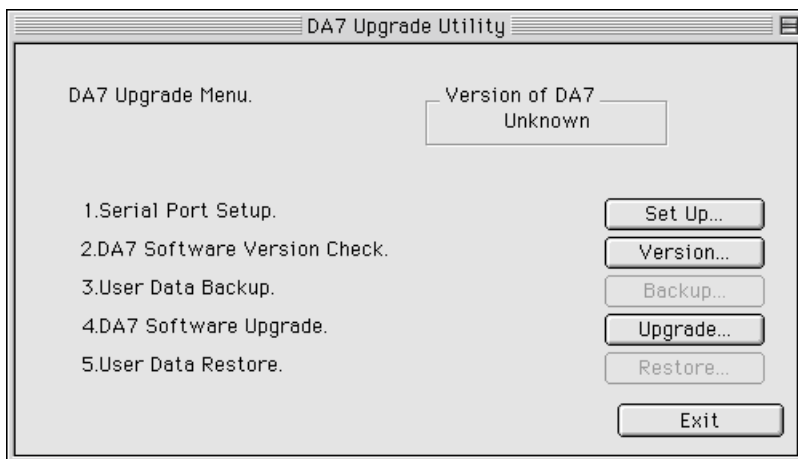 DA7 Upgrade Utility
DA7 Upgrade Menu.
Version of DA7
Unknown
1.Serial Port Setup.
Set Up...
2.DA7 Software Version Check.
Version...
3.User Data Backup.
Backup...
4.DA7 Software Upgrade.
Upgrade...
5.User Data Restore.
Restore...
Exit